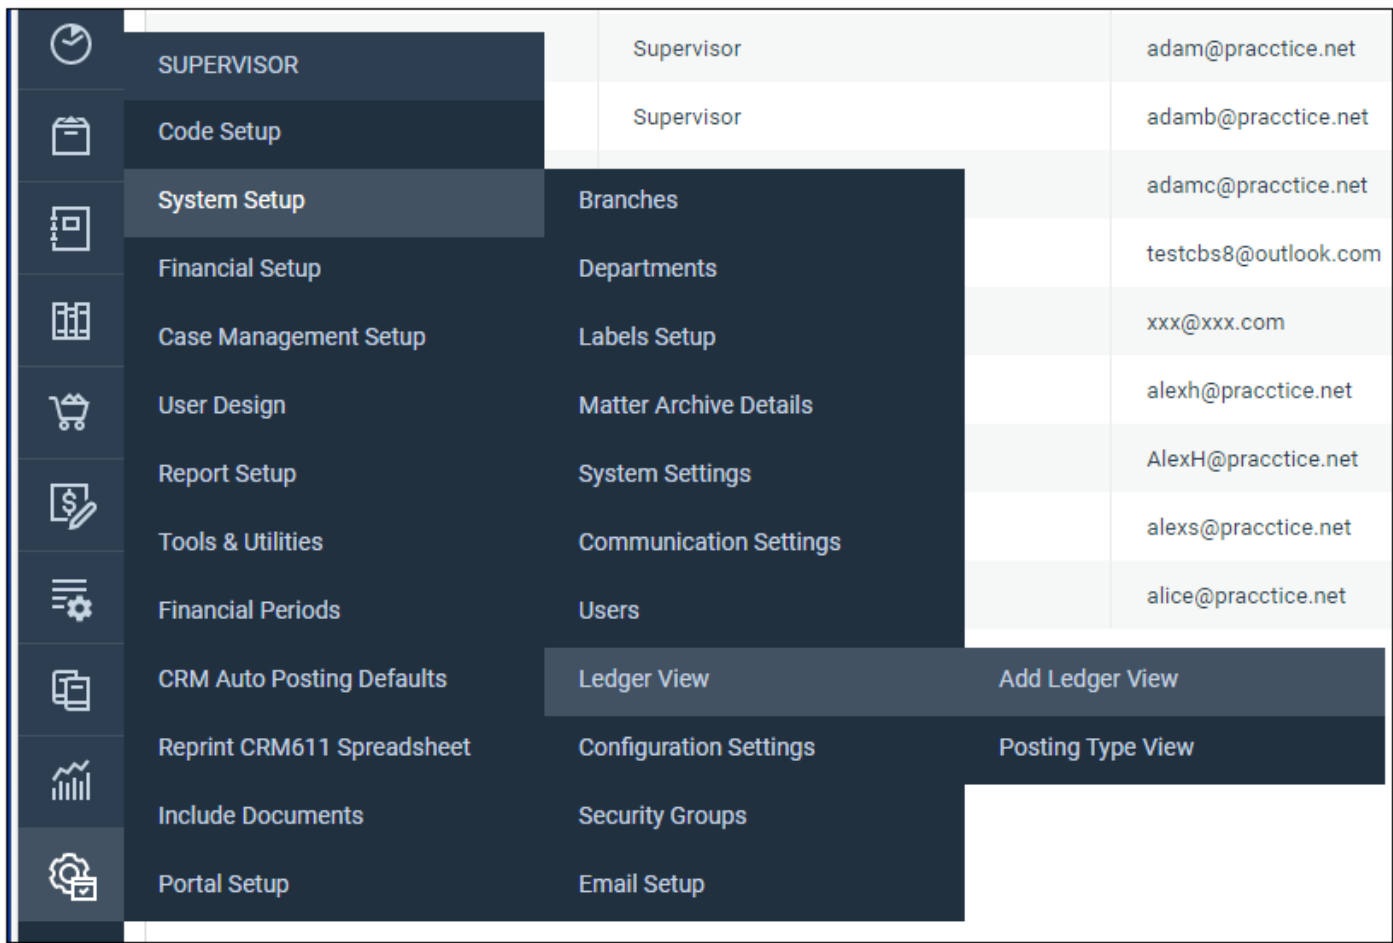 SUPERVISOR
Code Setup
System Setup
Financial Setup
Case Management Setup
User Design
Report Setup
Tools & Utilities
Financial Periods
CRM Auto Posting Defaults
Reprint CRM611 Spreadsheet
Include Documents
Portal Setup
Branches
Departments
Labels Setup
Matter Archive Details
System Settings
Communication Settings
Users
Ledger View
Configuration Settings
Security Groups
Email Setup
Add Ledger View
Posting Type View
Supervisor adam@pracctice.net
Supervisor adamb@pracctice.net
adamc@pracctice.net
testcbs8@outlook.com
xxx@xxx.com
alexh@pracctice.net
AlexH@pracctice.net
alexs@pracctice.net
alice@pracctice.net